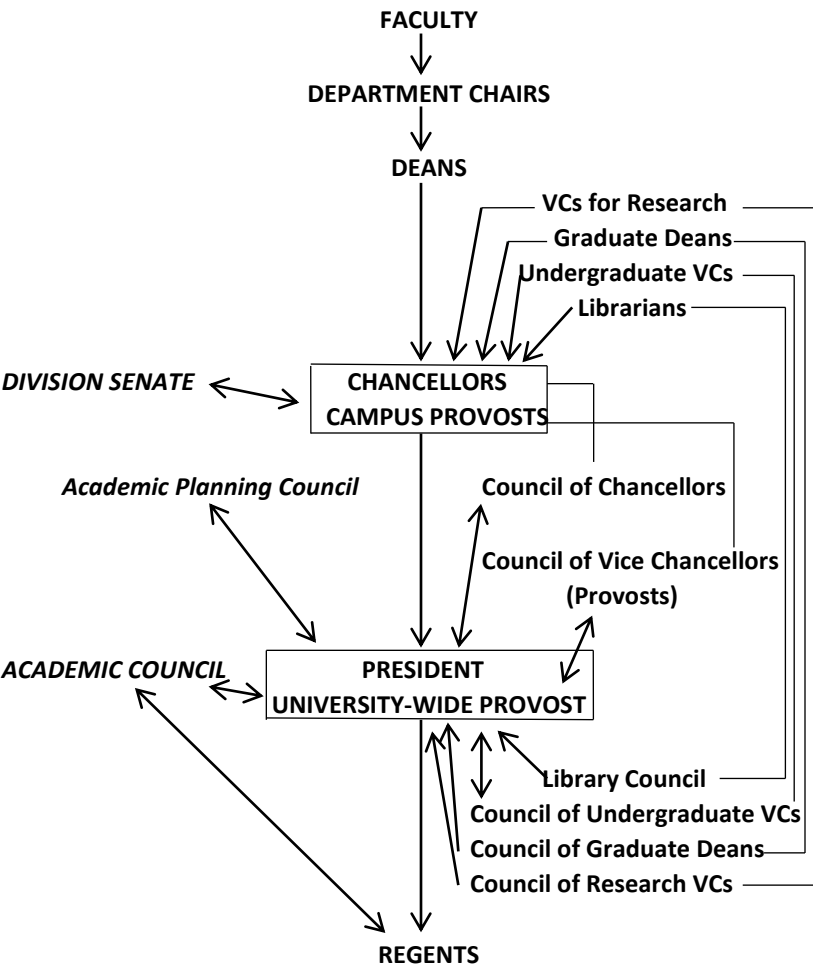 FACULTY
DEPARTMENT CHAIRS
DEANS
VCs for Research
Graduate Deans
Undergraduate VCs
Librarians
DIVISION SENATE
CHANCELLORS
CAMPUS PROVOSTS
Academic Planning Council
Council of Chancellors
Council of Vice Chancellors
(Provosts)
ACADEMIC COUNCIL
PRESIDENT
UNIVERSITY-WIDE PROVOST
Library Council
Council of Undergraduate VCs
Council of Graduate Deans
Council of Research VCs
REGENTS